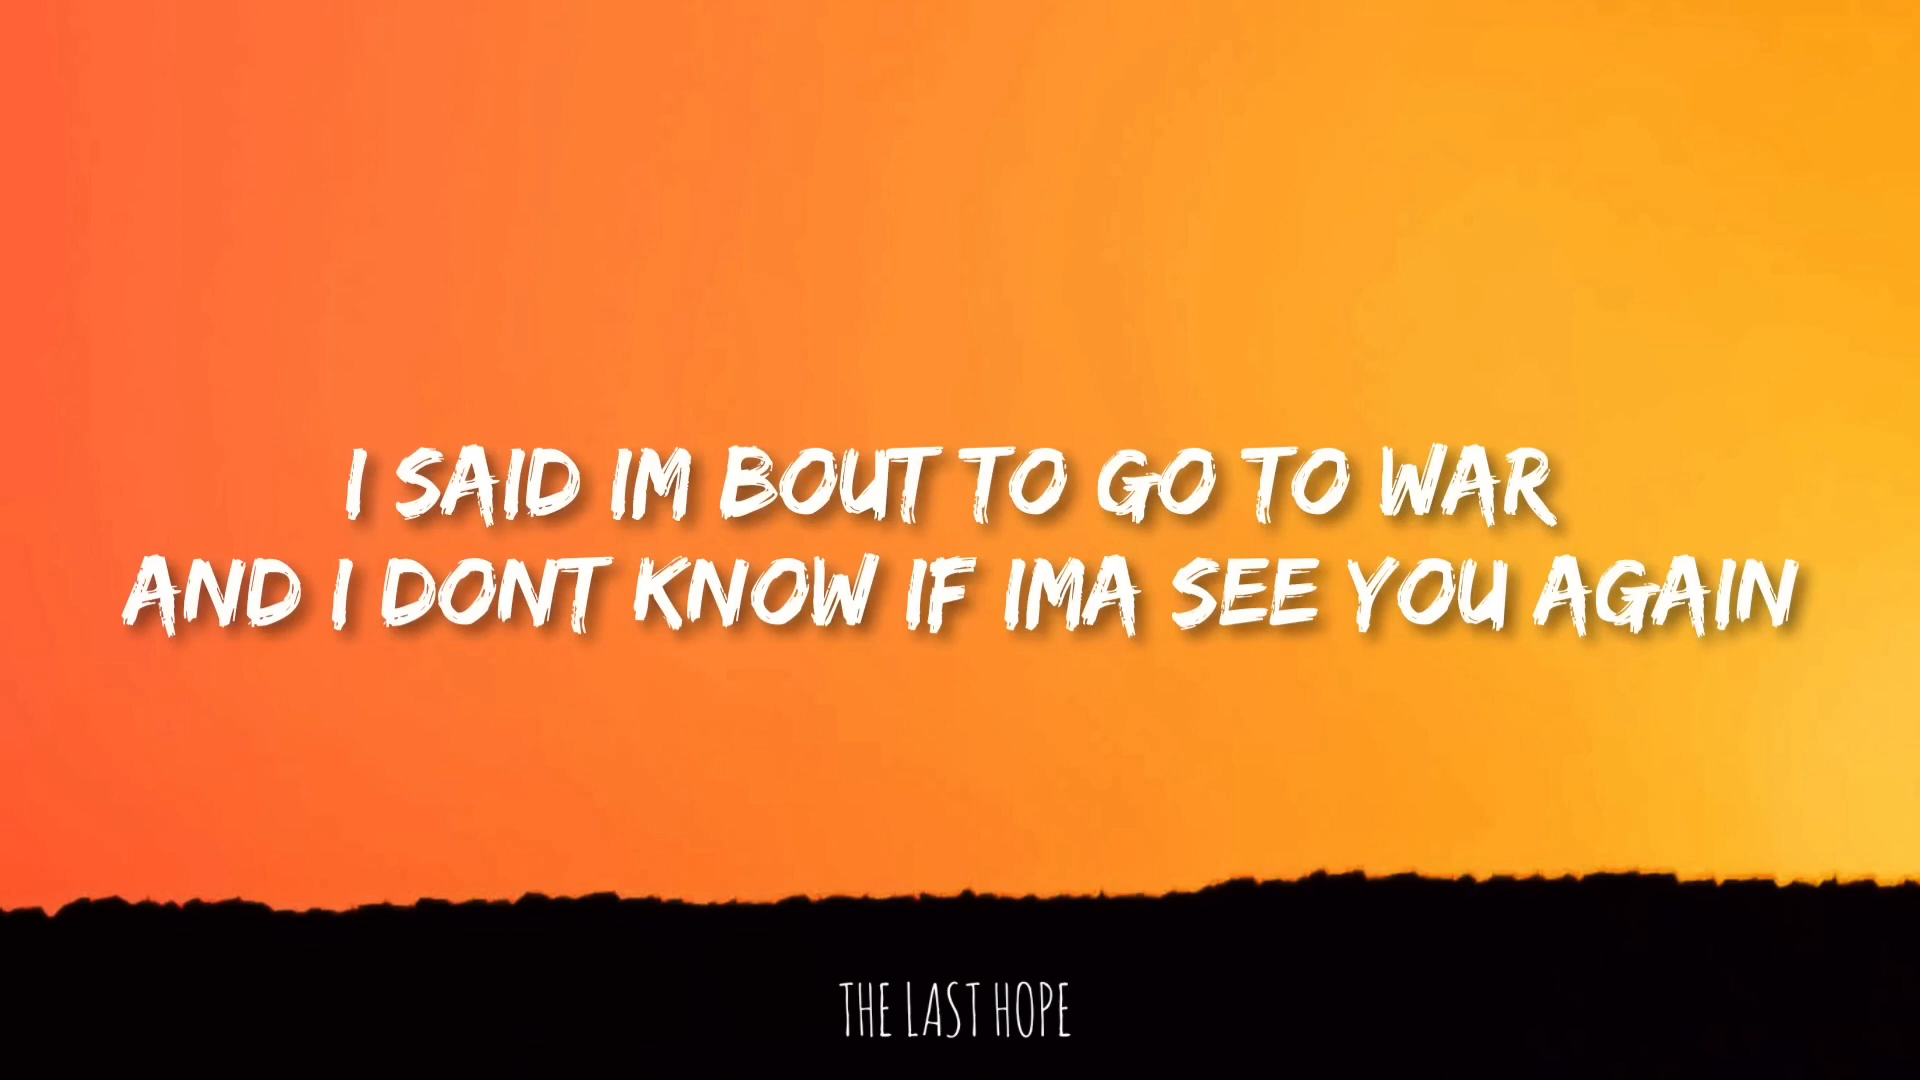 I SAID IM BOUT TO GO TO WAR
AND I DONT KNOW IF IMA SEE YOU AGAIN
THE LAST HOPE